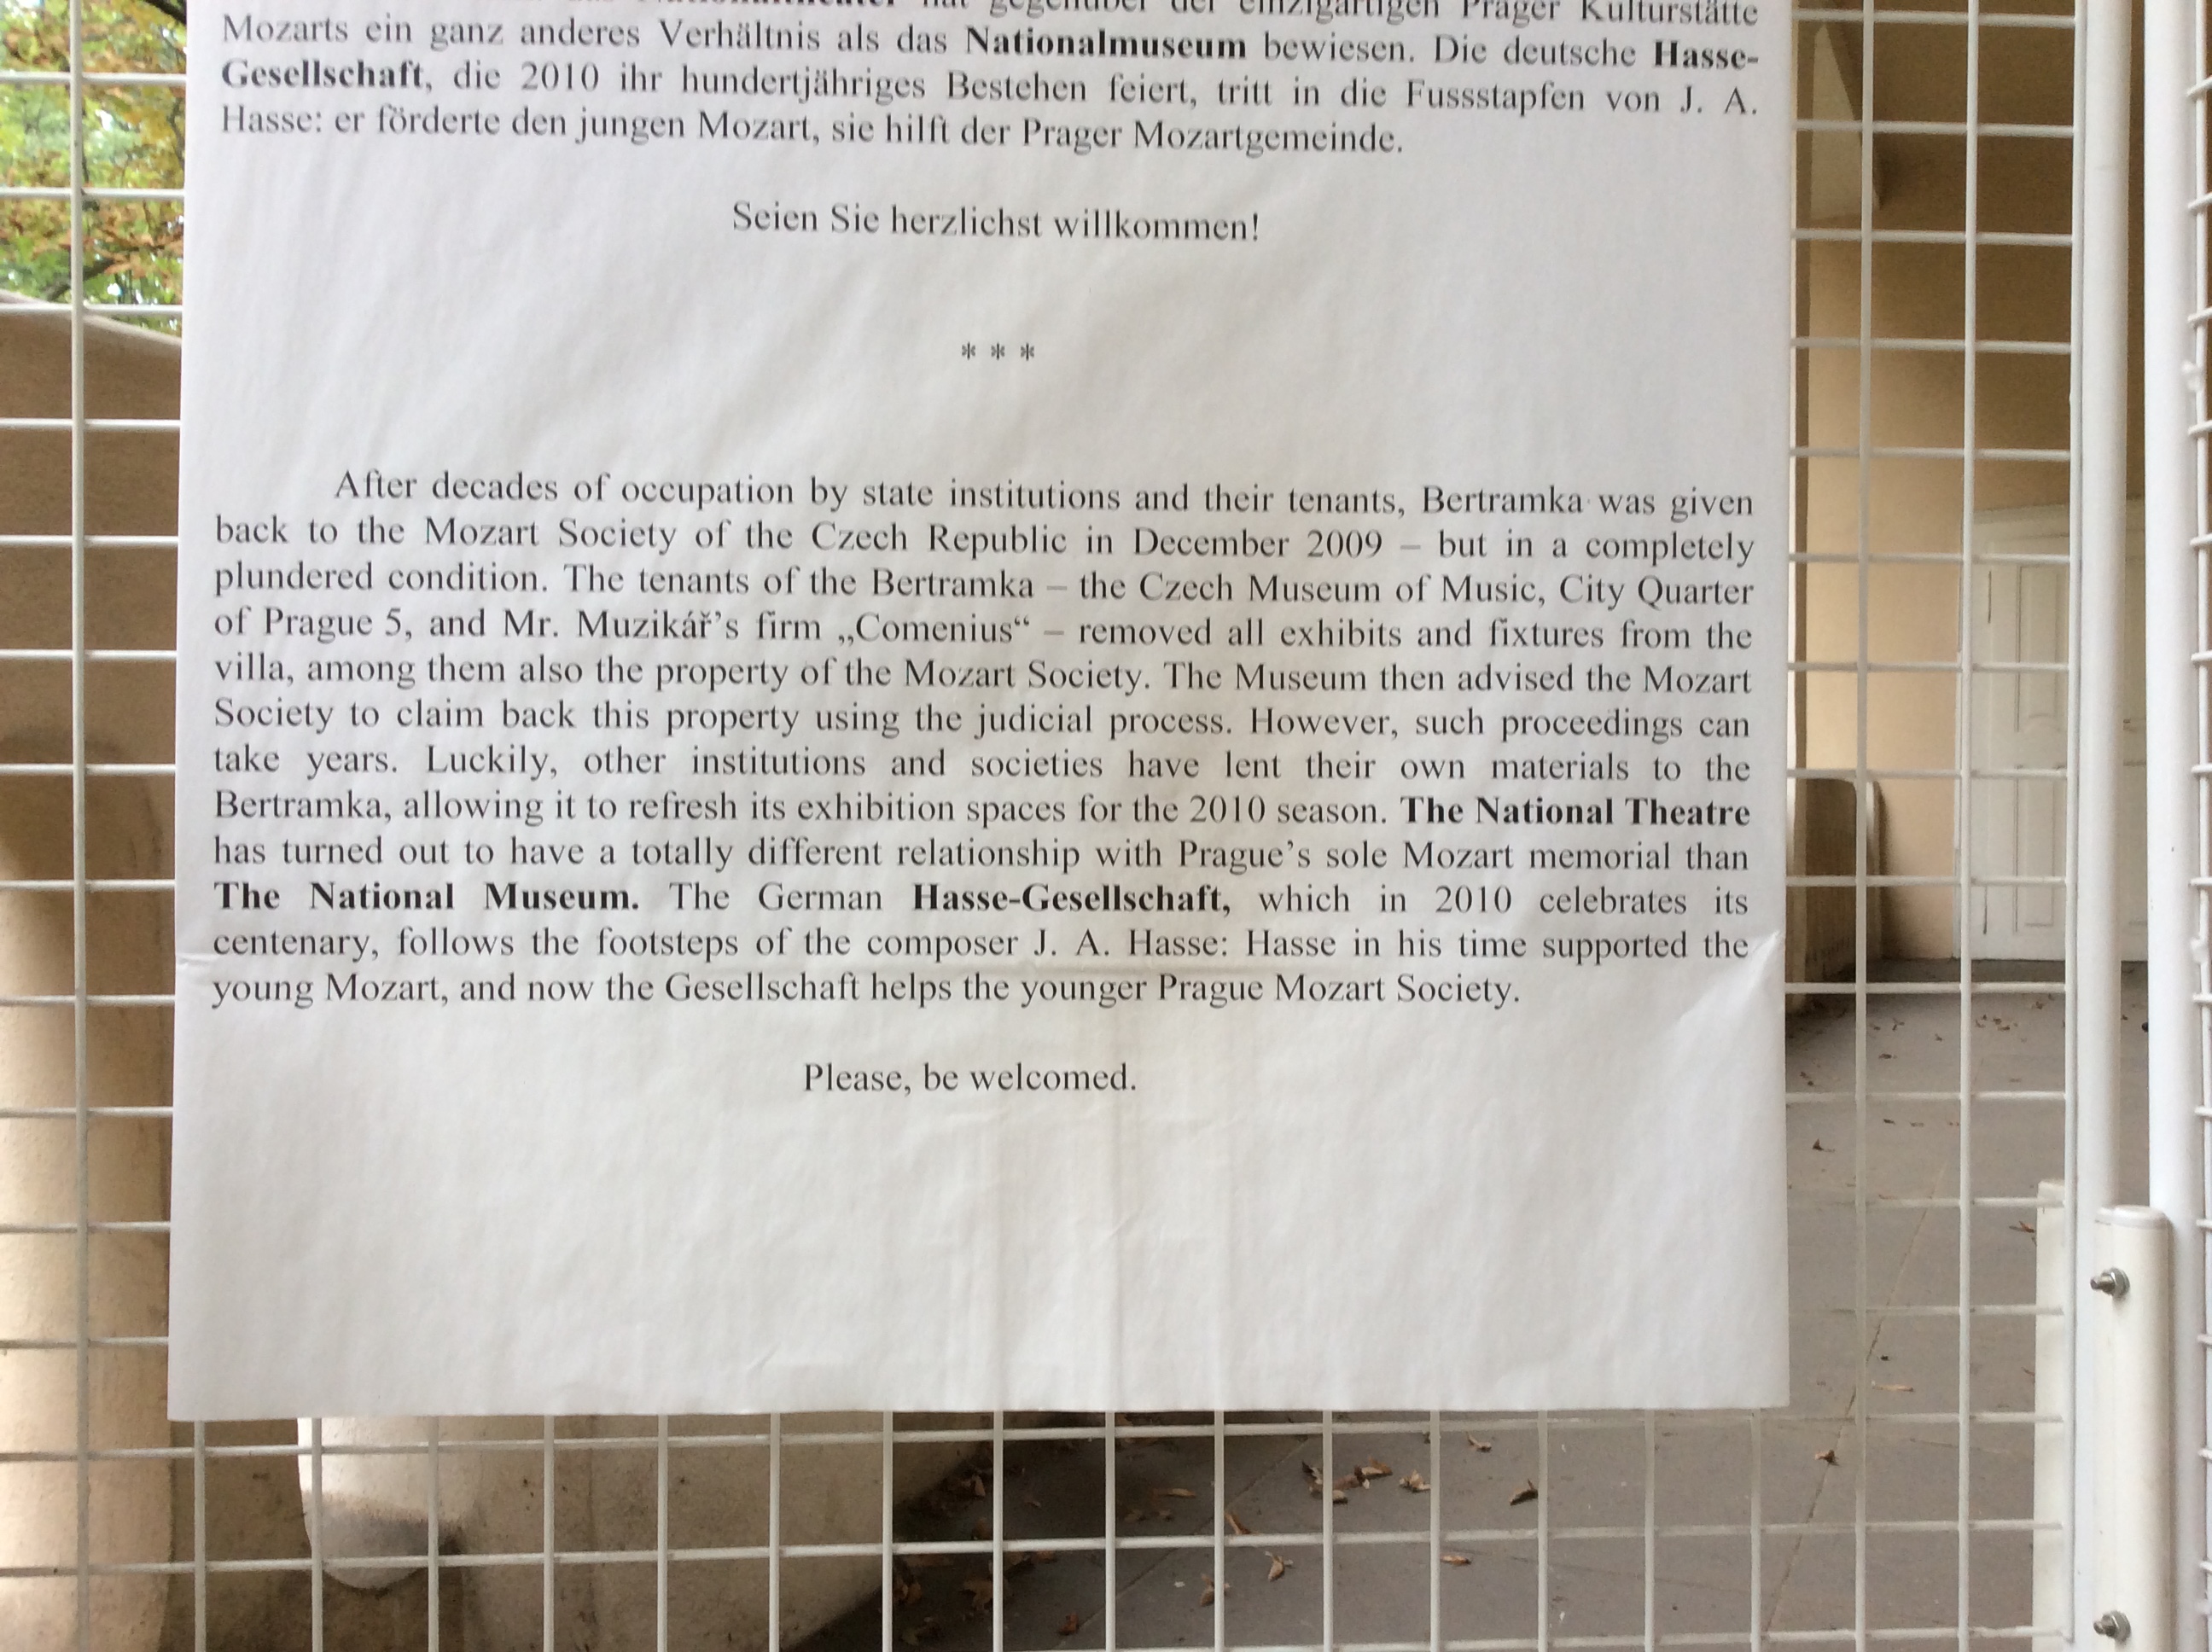 Nationaltheater hat gegenüber der einzigartigen Prager Kulturstätte
Mozarts ein ganz anderes Verhältnis als das Nationalmuseum bewiesen. Die deutsche Hasse-
Gesellschaft, die 2010 ihr hundertjähriges Bestehen feiert, tritt in die Fussstapfen von J. A.
Hasse: er förderte den jungen Mozart, sie hilft der Prager Mozartgemeinde.
Seien Sie herzlichst willkommen!
* * *
After decades of occupation by state institutions and their tenants, Bertramka was given
back to the Mozart Society of the Czech Republic in December 2009 – but in a completely
plundered condition. The tenants of the Bertramka – the Czech Museum of Music, City Quarter
of Prague 5, and Mr. Muzikář’s firm „Comenius“ – removed all exhibits and fixtures from the
villa, among them also the property of the Mozart Society. The Museum then advised the Mozart
Society to claim back this property using the judicial process. However, such proceedings can
take years. Luckily, other institutions and societies have lent their own materials to the
Bertramka, allowing it to refresh its exhibition spaces for the 2010 season. The National Theatre
has turned out to have a totally different relationship with Prague’s sole Mozart memorial than
The National Museum. The German Hasse-Gesellschaft, which in 2010 celebrates its
centenary, follows the footsteps of the composer J. A. Hasse: Hasse in his time supported the
young Mozart, and now the Gesellschaft helps the younger Prague Mozart Society.
Please, be welcomed.